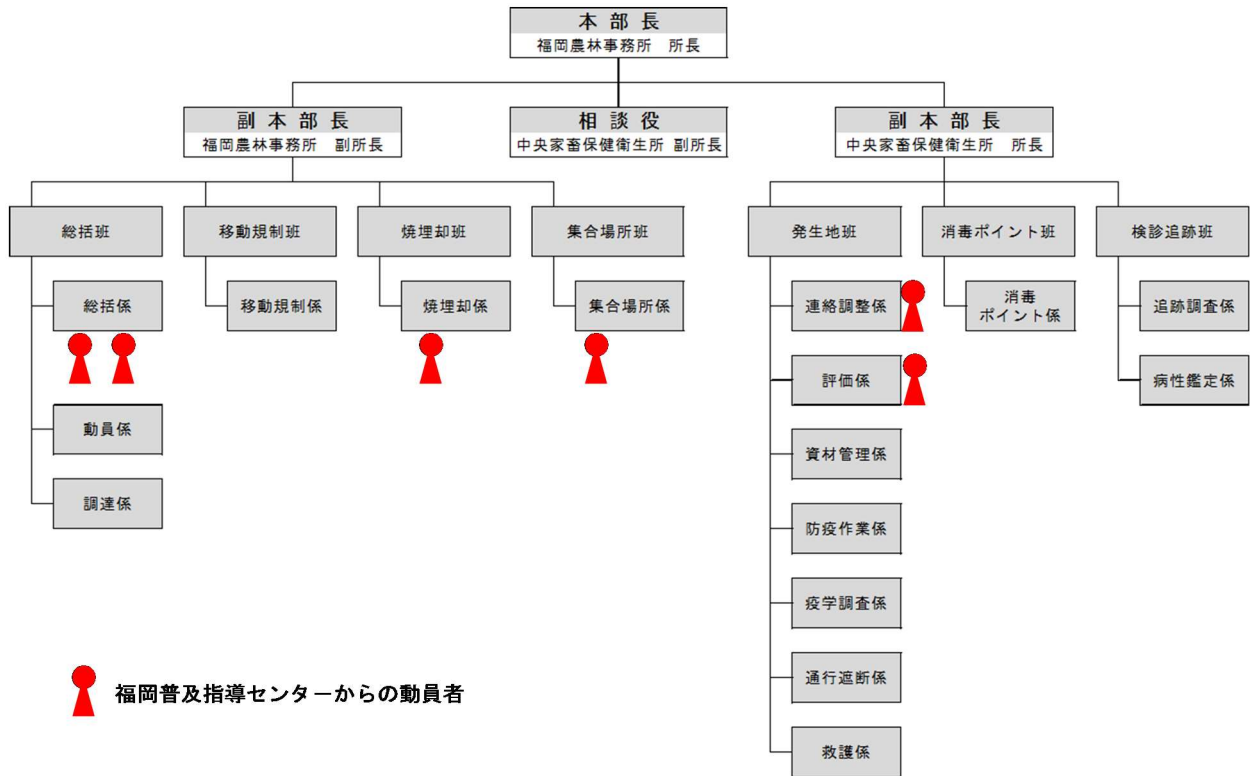 本部長
福岡農林事務所　所長
副本部長
福岡農林事務所　副所長
相談役
中央家畜保健衛生所 副所長
副本部長
中央家畜保健衛生所　所長
総括班
移動規制班
焼埋却班
集合場所班
発生地班
消毒ポイント班
検診追跡班
総括係
移動規制係
焼埋却係
集合場所係
連絡調整係
消毒
ポイント係
追跡調査係
評価係
病性鑑定係
動員係
資材管理係
調達係
防疫作業係
疫学調査係
通行遮断係
救護係
福岡普及指導センターからの動員者